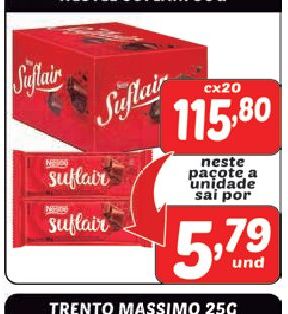 Suflair
Nestlé
Suflair
cx20
115,80
neste
pacote a
unidade
sai por
Nestlé
suflair
Nestlé
suflair
5,79
und
TRENTO MASSIMO 25G